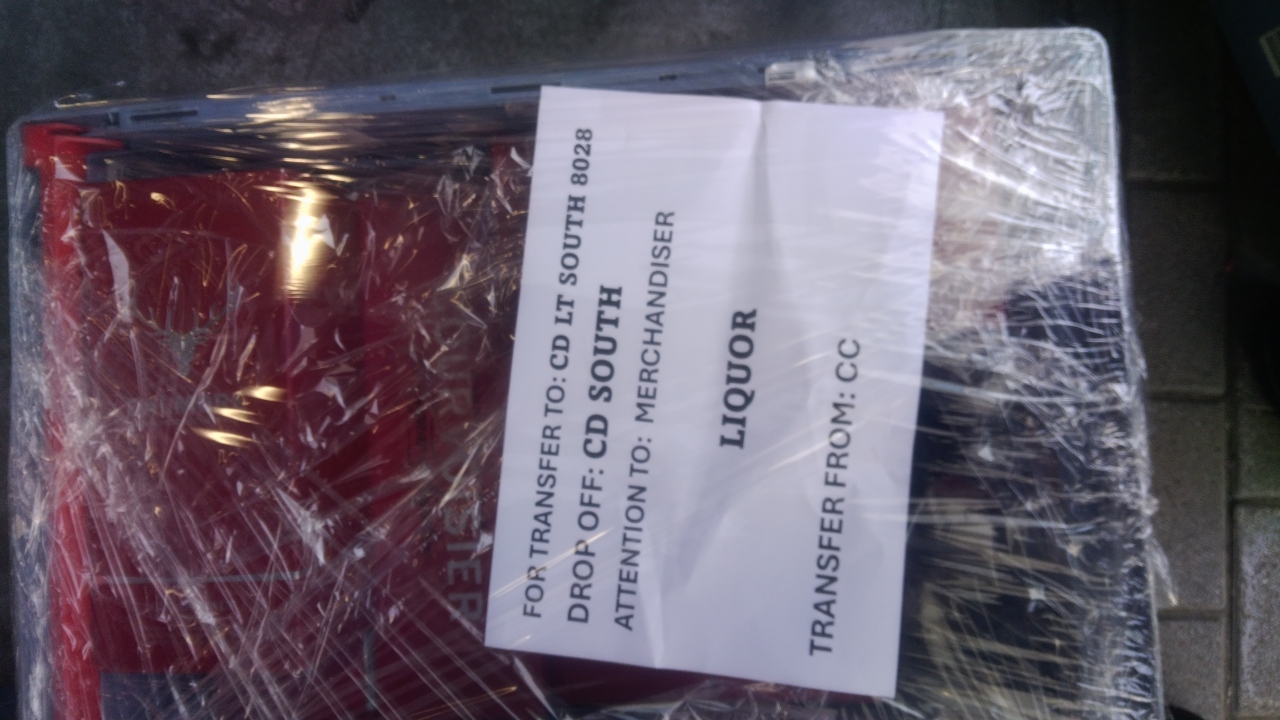 FOR TRANSFER TO: CD LT SOUTH 8028
DROP OFF: CD SOUTH
ATTENTION TO: MERCHANDISER
LIQUOR
TRANSFER FROM: CC